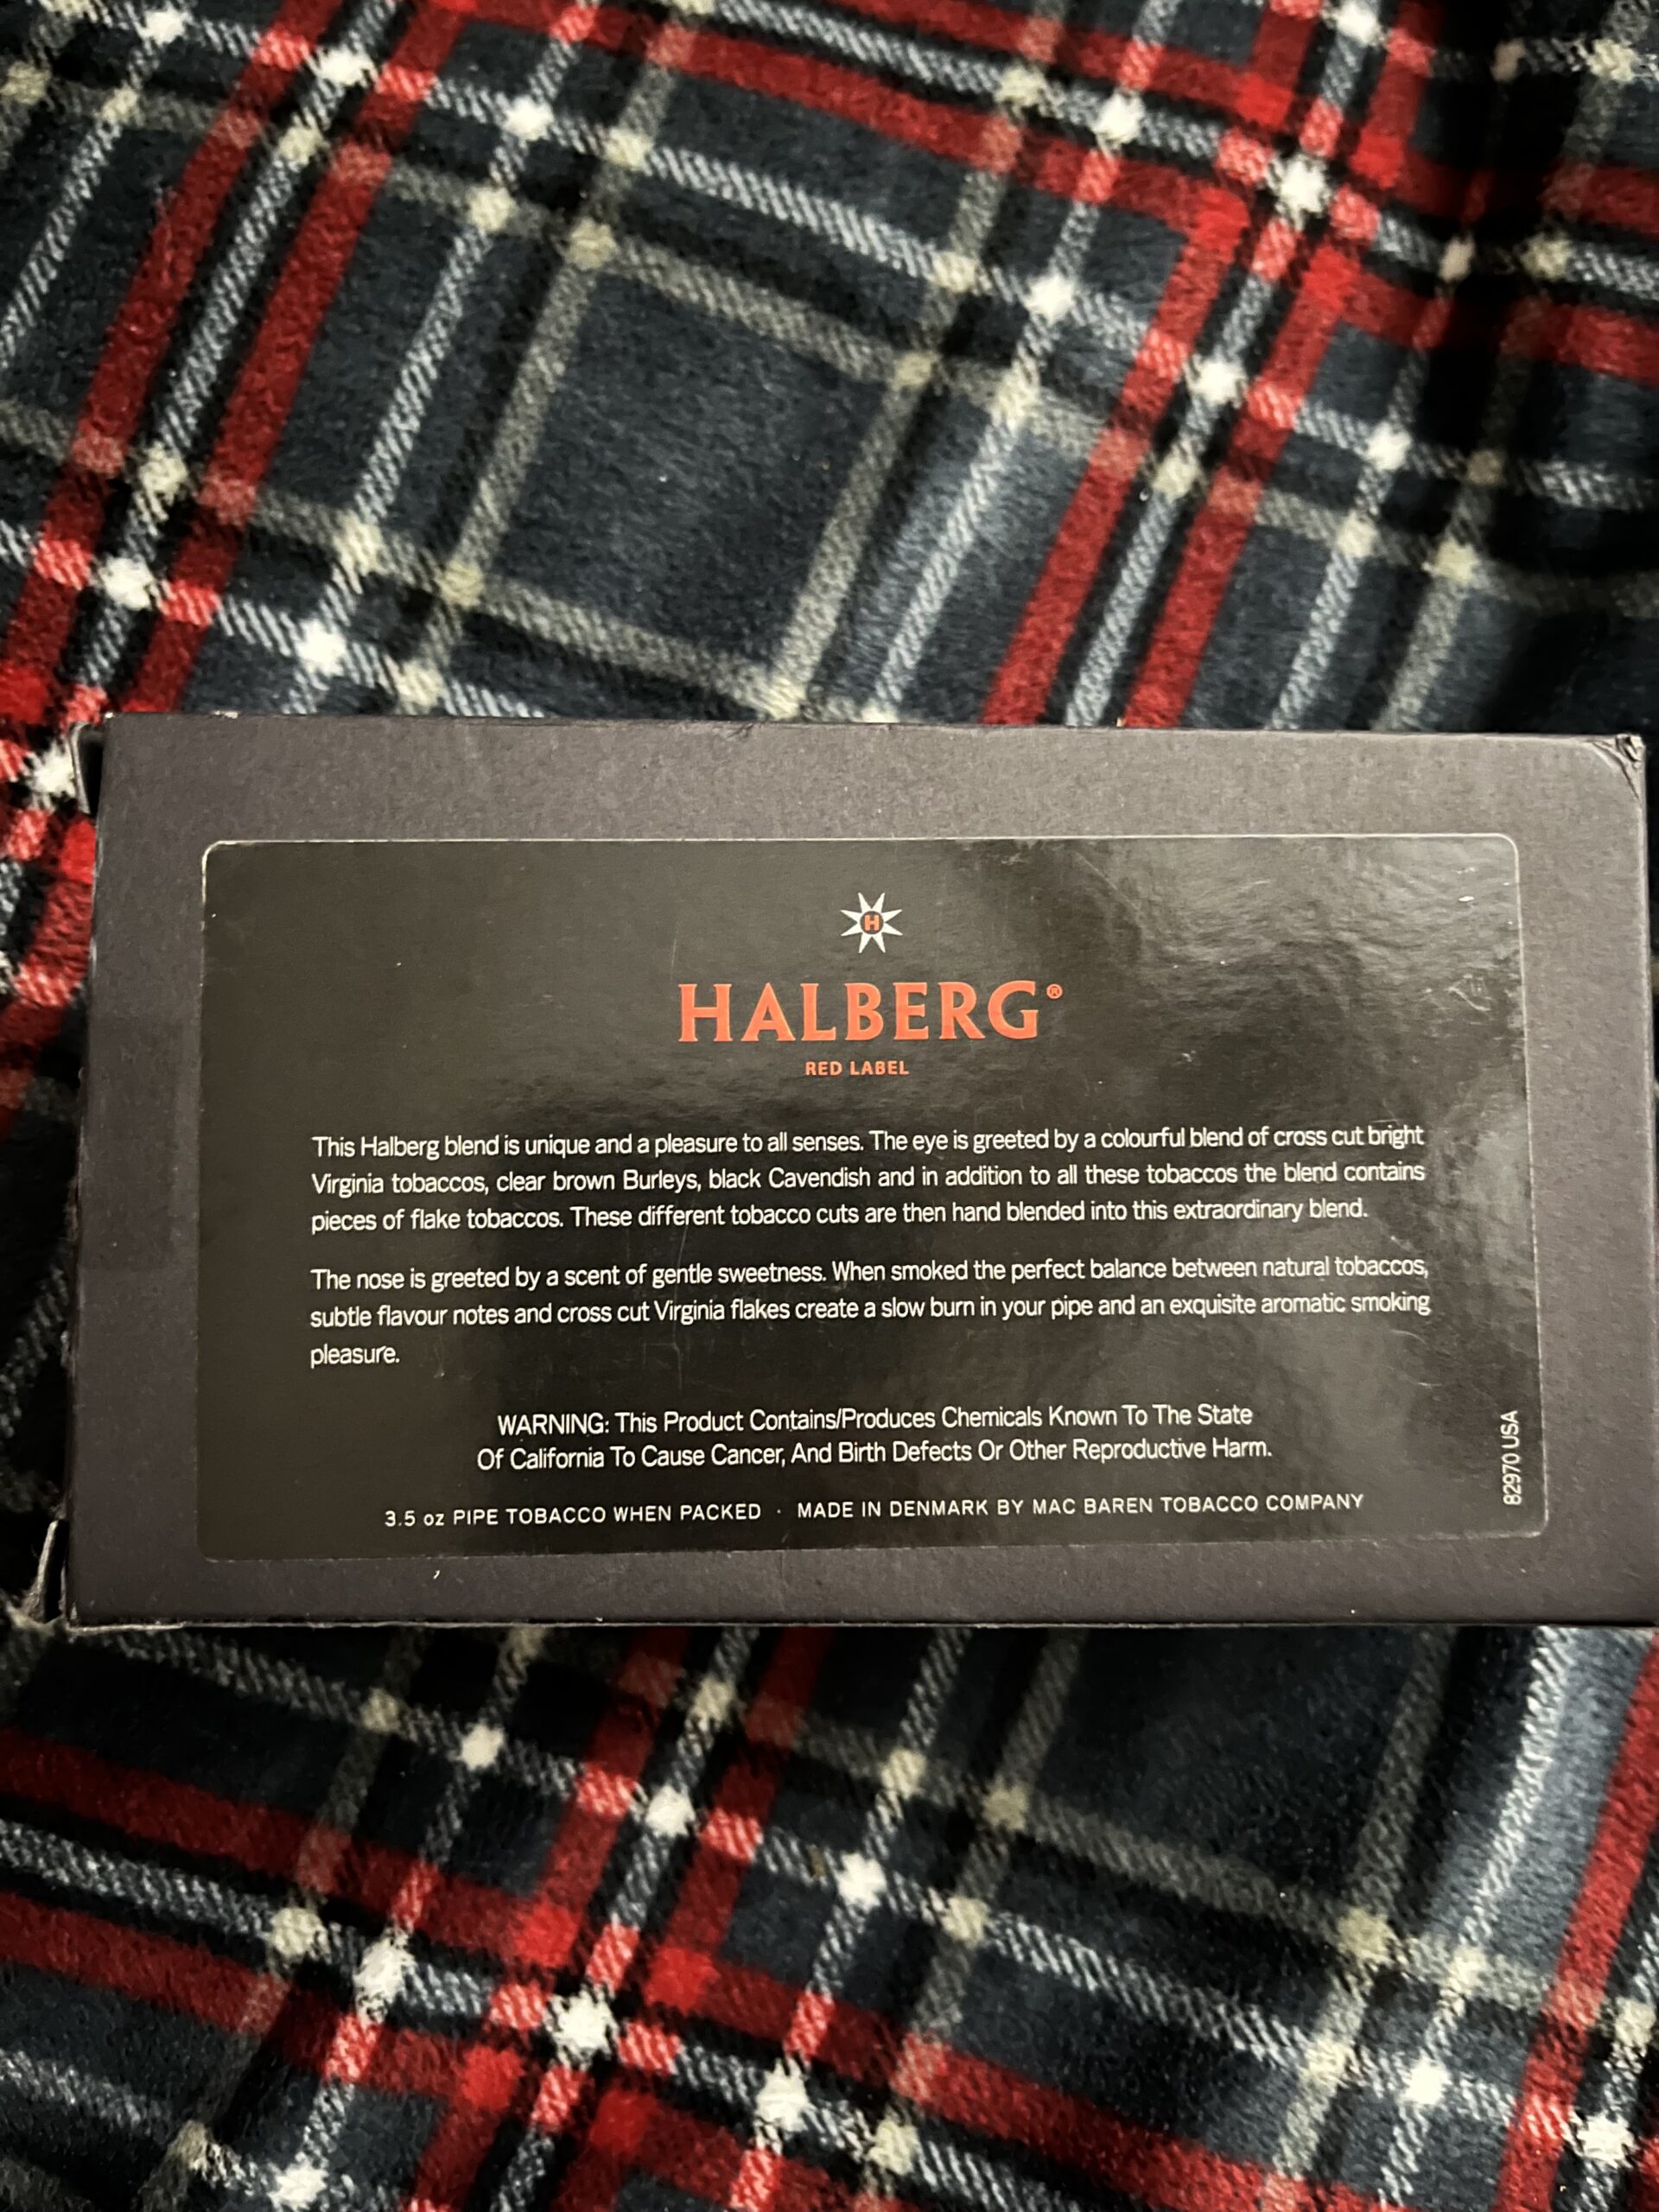 H
HALBERG®
RED LABEL
This Halberg blend is unique and a pleasure to all senses. The eye is greeted by a colourful blend of cross cut bright
Virginia tobaccos, clear brown Burleys, black Cavendish and in addition to all these tobaccos the blend contains
pieces of flake tobaccos. These different tobacco cuts are then hand blended into this extraordinary blend.
The nose is greeted by a scent of gentle sweetness. When smoked the perfect balance between natural tobaccos,
subtle flavour notes and cross cut Virginia flakes create a slow burn in your pipe and an exquisite aromatic smoking
pleasure.
WARNING: This Product Contains/Produces Chemicals Known To The State
Of California To Cause Cancer, And Birth Defects Or Other Reproductive Harm.
3.5 oz PIPE TOBACCO WHEN PACKED · MADE IN DENMARK BY MAC BAREN TOBACCO COMPANY
82970 USA